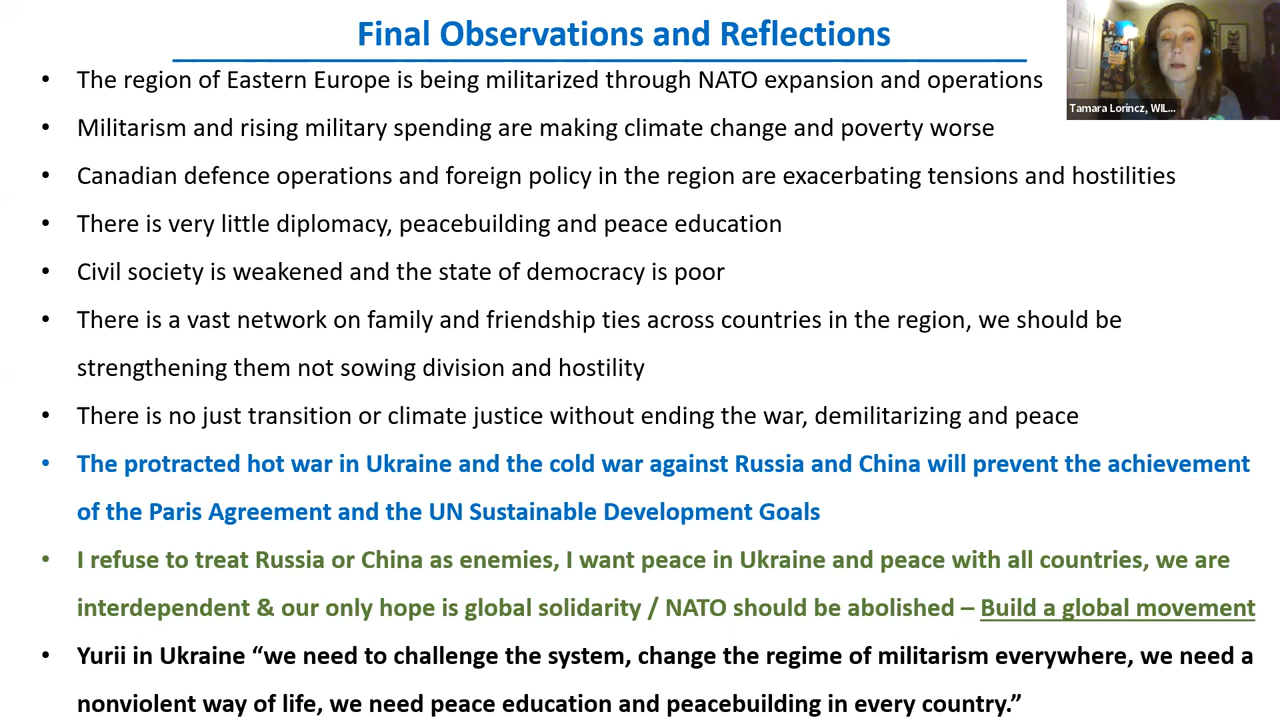 Final Observations and Reflections
Tamara Lorincz, WIL...
• The region of Eastern Europe is being militarized through NATO expansion and operations
• Militarism and rising military spending are making climate change and poverty worse
• Canadian defence operations and foreign policy in the region are exacerbating tensions and hostilities
• There is very little diplomacy, peacebuilding and peace education
• Civil society is weakened and the state of democracy is poor
• There is a vast network on family and friendship ties across countries in the region, we should be
strengthening them not sowing division and hostility
• There is no just transition or climate justice without ending the war, demilitarizing and peace
• The protracted hot war in Ukraine and the cold war against Russia and China will prevent the achievement
of the Paris Agreement and the UN Sustainable Development Goals
• I refuse to treat Russia or China as enemies, I want peace in Ukraine and peace with all countries, we are
interdependent & our only hope is global solidarity / NATO should be abolished – Build a global movement
• Yurii in Ukraine “we need to challenge the system, change the regime of militarism everywhere, we need a
nonviolent way of life, we need peace education and peacebuilding in every country.”